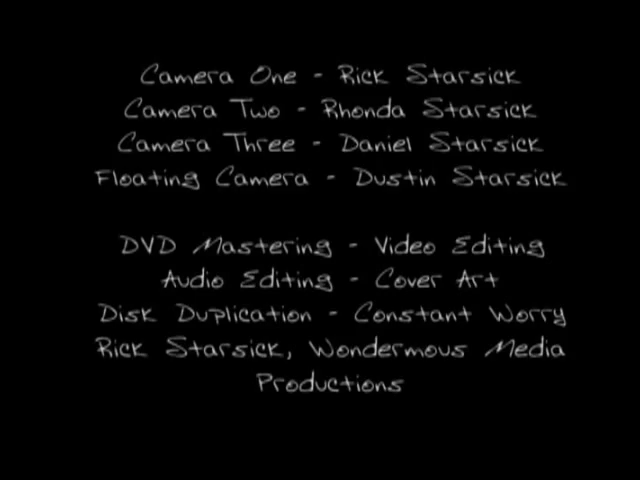 Camera One - Rick Starsick
Camera Two - Rhonda Starsick
Camera Three - Daniel Starsick
Floating Camera - Dustin Starsick
DVD Mastering - Video Editing
Audio Editing - Cover Art
Disk Duplication - Constant Worry
Rick Starsick, Wondermous Media
Productions